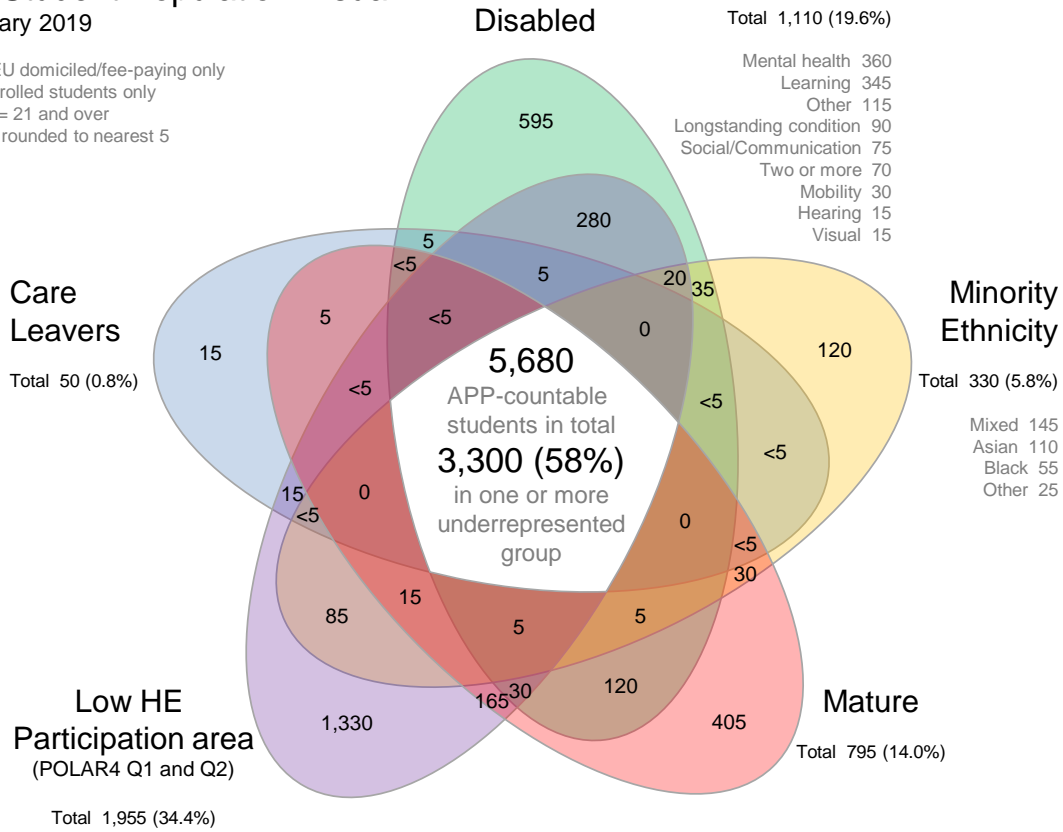 ary 2019
EU domiciled/fee-paying only
rolled students only
= 21 and over
rounded to nearest 5
Disabled
Total 1,110 (19.6%)
Mental health 360
Learning 345
Other 115
Longstanding condition 90
Social/Communication 75
Two or more 70
Mobility 30
Hearing 15
Visual 15
595
280
5
<5
5
20
35
Care
Leavers
Total 50 (0.8%)
15
5
<5
0
120
Minority
Ethnicity
Total 330 (5.8%)
Mixed 145
Asian 110
Black 55
Other 25
<5
<5
<5
5,680
APP-countable
students in total
3,300 (58%)
in one or more
underrepresented
group
15
<5
0
0
<5
30
85
15
5
5
165
30
120
1,330
405
Low HE
Participation area
(POLAR4 Q1 and Q2)
Total 1,955 (34.4%)
Mature
Total 795 (14.0%)